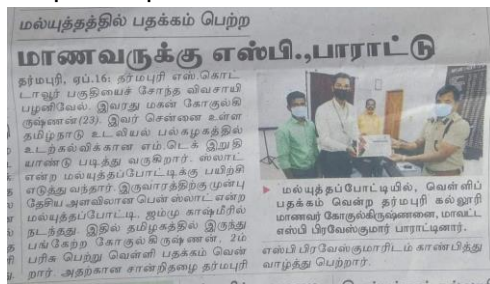 மல்யுத்தத்தில் பதக்கம் பெற்ற
மாணவருக்கு எஸ்பி.,பாராட்டு
தர்மபுரி, ஏப்.16: தர்மபுரி எஸ்.கொட்
டாவூர் பகுதியைச் சேர்ந்த விவசாயி
பழனிவேல். இவரது மகன் கோகுல்கி
ருஷ்ணன்(23). இவர் சென்னை உள்ள
தமிழ்நாடு உடலியல் பல்கழகத்தில்
உடற்கல்விக்கான எம்.டெக் இறுதி
யாண்டு படித்து வருகிறார். ஸ்லாட்
என்ற மல்யுத்தப்போட்டிக்கு பயிற்சி
எடுத்து வந்தார். இருவாரத்திற்கு முன்பு
தேசிய அளவிலான பென்ஸ்லாட் என்ற
மல்யுத்தப்போட்டி, ஜம்மு காஷ்மீரில்
நடந்தது. இதில் தமிழகத்தில் இருந்து
பங்கேற்ற கோகுல்கிருஷ்ணன், 2ம்
பரிசு பெற்று வெள்ளி பதக்கம் வென்
றார். அதற்கான சான்றிதழை தர்மபுரி
மல்யுத்தப்போட்டியில், வெள்ளிப்
பதக்கம் வென்ற தர்மபுரி கல்லூரி
மாணவர் கோகுல்கிருஷ்ணனை, மாவட்ட
எஸ்பி பிரவேஸ்குமார் பாராட்டினார்.
எஸ்பி பிரவேஸ்குமாரிடம் காண்பித்து
வாழ்த்து பெற்றார்.